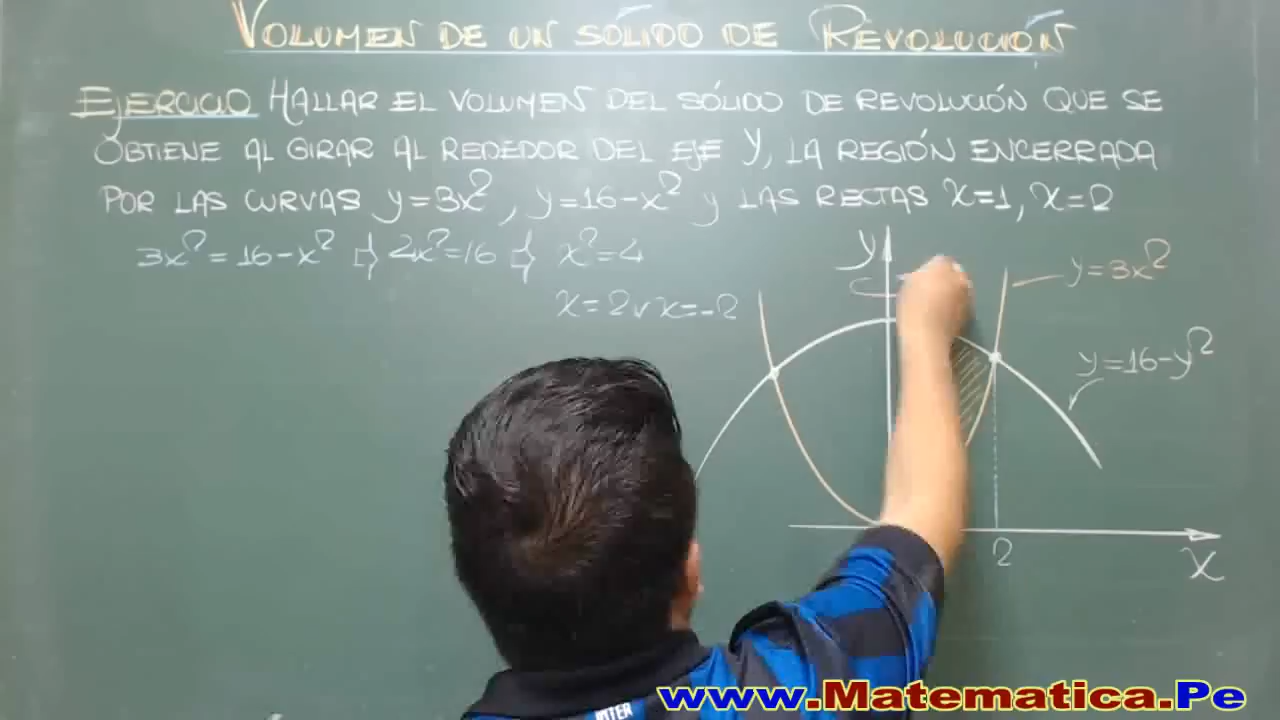 VOLUMEN DE UN SÓLIDO DE REVOLUCIÓN
EJERCICIO HALLAR EL VOLUMEN DEL SÓLIDO DE REVOLUCIÓN QUE SE
OBTIENE AL GIRAR AL REDEDOR DEL EJE Y, LA REGIÓN ENCERRADA
POR LAS CURVAS y=3x², y=16-x² y LAS RECTAS x=1, x=2
3x²=16-x² ⇒ 4x²=16 ⇒ x²=4
x=2 v x=-2
y
y=3x²
y=16-y²
2
x
INTER
www.Matematica.Pe